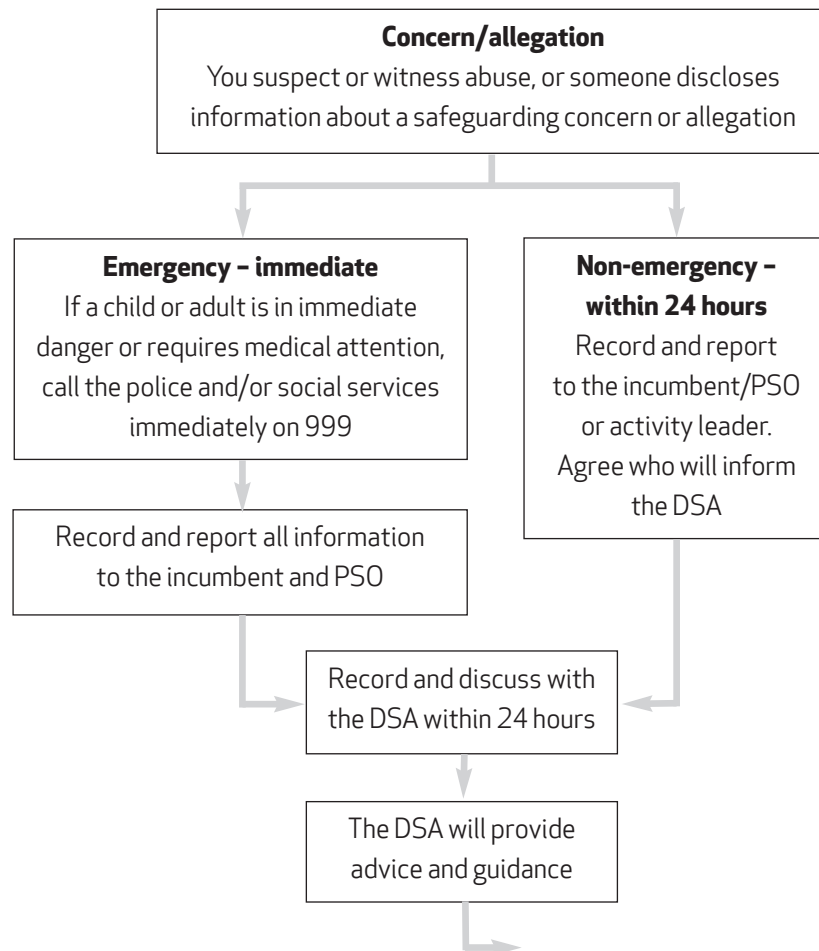 Concern/allegation
You suspect or witness abuse, or someone discloses
information about a safeguarding concern or allegation
Emergency – immediate
If a child or adult is in immediate
danger or requires medical attention,
call the police and/or social services
immediately on 999
Non-emergency –
within 24 hours
Record and report
to the incumbent/PSO
or activity leader.
Agree who will inform
the DSA
Record and report all information
to the incumbent and PSO
Record and discuss with
the DSA within 24 hours
The DSA will provide
advice and guidance